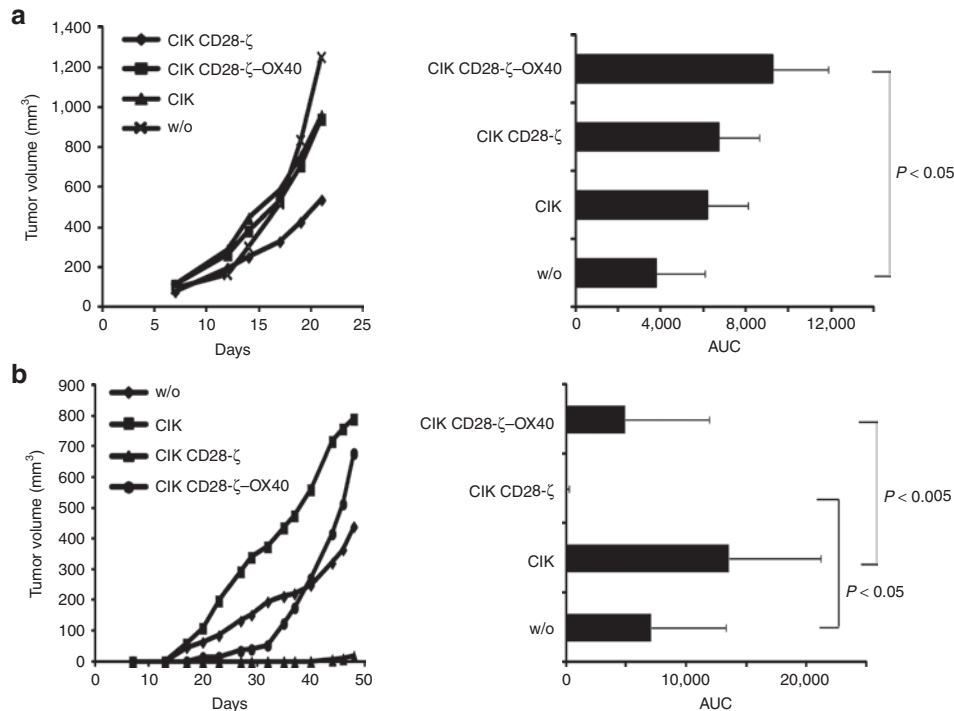 a
1,400
1,200
1,000
800
600
400
200
0
Tumor volume (mm³)
CIK CD28-ζ
CIK CD28-ζ–OX40
CIK
w/o
0 5 10 15 20 25
Days
CIK CD28-ζ–OX40
CIK CD28-ζ
CIK
w/o
P < 0.05
0 4,000 8,000 12,000
AUC
b
900
800
700
600
500
400
300
200
100
0
Tumor volume (mm³)
w/o
CIK
CIK CD28-ζ
CIK CD28-ζ–OX40
0 10 20 30 40 50
Days
CIK CD28-ζ–OX40
CIK CD28-ζ
CIK
w/o
P < 0.005
P < 0.05
0 10,000 20,000
AUC